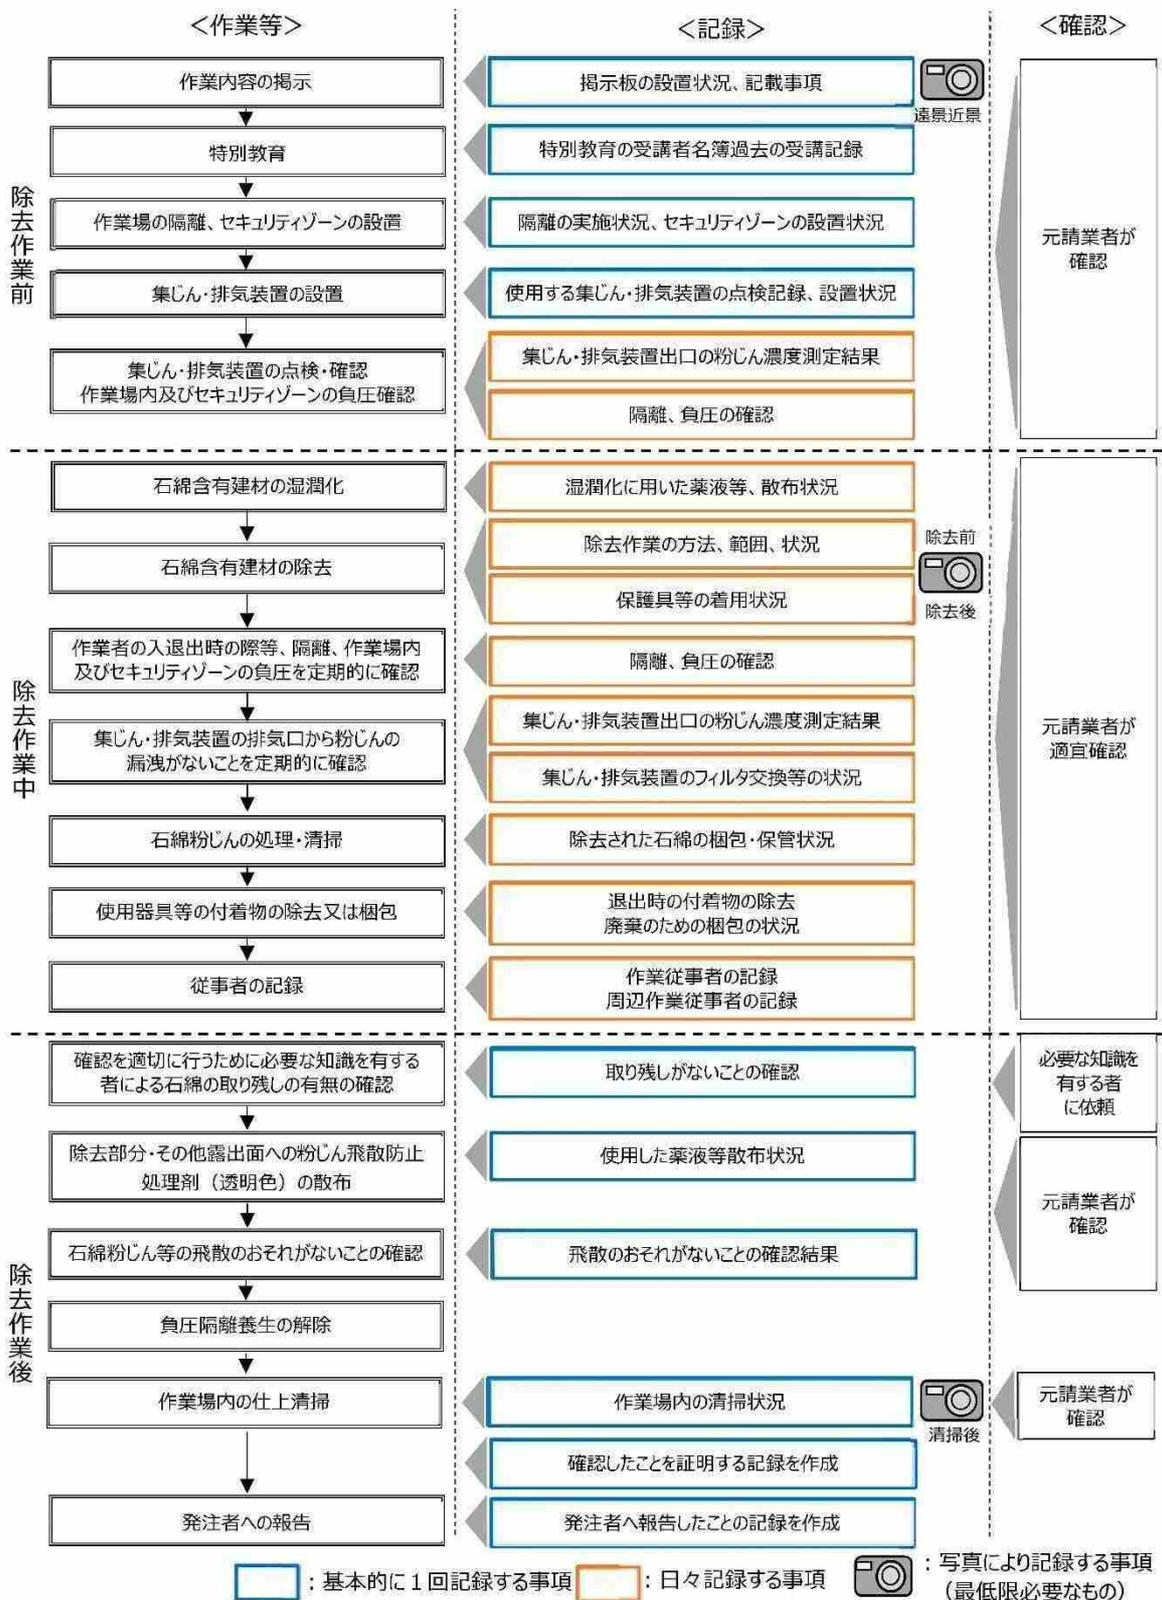 <作業等>
<記録>
<確認>
除去作業前
作業内容の掲示
掲示板の設置状況、記載事項
遠景近景
特別教育
特別教育の受講者名簿過去の受講記録
作業場の隔離、セキュリティゾーンの設置
隔離の実施状況、セキュリティゾーンの設置状況
集じん・排気装置の設置
使用する集じん・排気装置の点検記録、設置状況
集じん・排気装置の点検・確認
作業場内及びセキュリティゾーンの負圧確認
集じん・排気装置出口の粉じん濃度測定結果
隔離、負圧の確認
元請業者が
確認
除去作業中
石綿含有建材の湿潤化
湿潤化に用いた薬液等、散布状況
石綿含有建材の除去
除去作業の方法、範囲、状況
保護具等の着用状況
除去前
除去後
作業者の入退出時の際等、隔離、作業場内
及びセキュリティゾーンの負圧を定期的に確認
隔離、負圧の確認
集じん・排気装置の排気口から粉じんの
漏洩がないことを定期的に確認
集じん・排気装置出口の粉じん濃度測定結果
集じん・排気装置のフィルタ交換等の状況
石綿粉じんの処理・清掃
除去された石綿の梱包・保管状況
使用器具等の付着物の除去又は梱包
退出時の付着物の除去
廃棄のための梱包の状況
従事者の記録
作業従事者の記録
周辺作業従事者の記録
元請業者が
適宜確認
除去作業後
確認を適切に行うために必要な知識を有する
者による石綿の取り残しの有無の確認
取り残しがないことの確認
必要な知識を
有する者
に依頼
除去部分・その他露出面への粉じん飛散防止
処理剤（透明色）の散布
使用した薬液等散布状況
石綿粉じん等の飛散のおそれがないことの確認
飛散のおそれがないことの確認結果
元請業者が
確認
負圧隔離養生の解除
作業場内の仕上清掃
作業場内の清掃状況
清掃後
元請業者が
確認
確認したことを証明する記録を作成
発注者への報告
発注者へ報告したことの記録を作成
：基本的に１回記録する事項
：日々記録する事項
：写真により記録する事項
（最低限必要なもの）